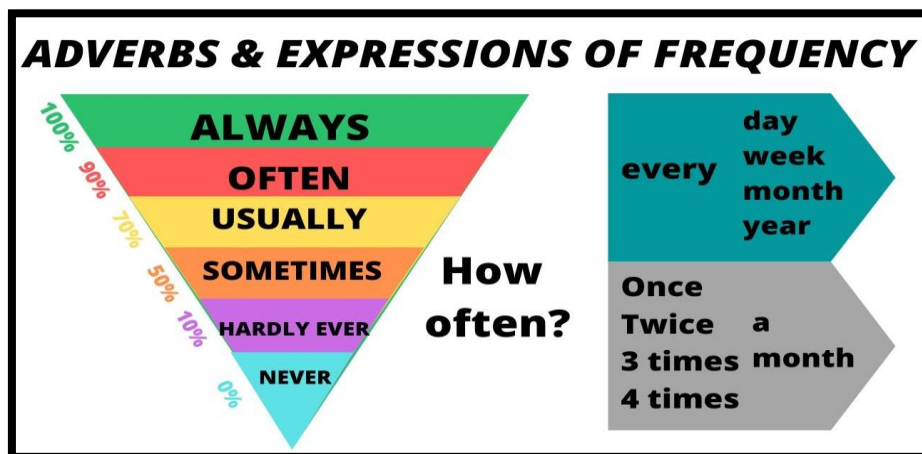 ADVERBS & EXPRESSIONS OF FREQUENCY
100% ALWAYS
90% OFTEN
70% USUALLY
50% SOMETIMES
10% HARDLY EVER
0% NEVER
How
often?
every
day
week
month
year
Once
Twice
3 times
4 times
a
month